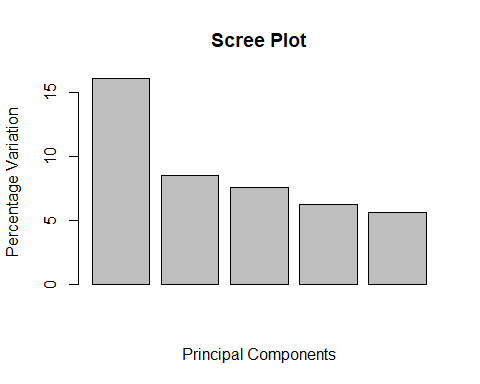 Scree Plot
Percentage Variation
15
10
5
0
Principal Components